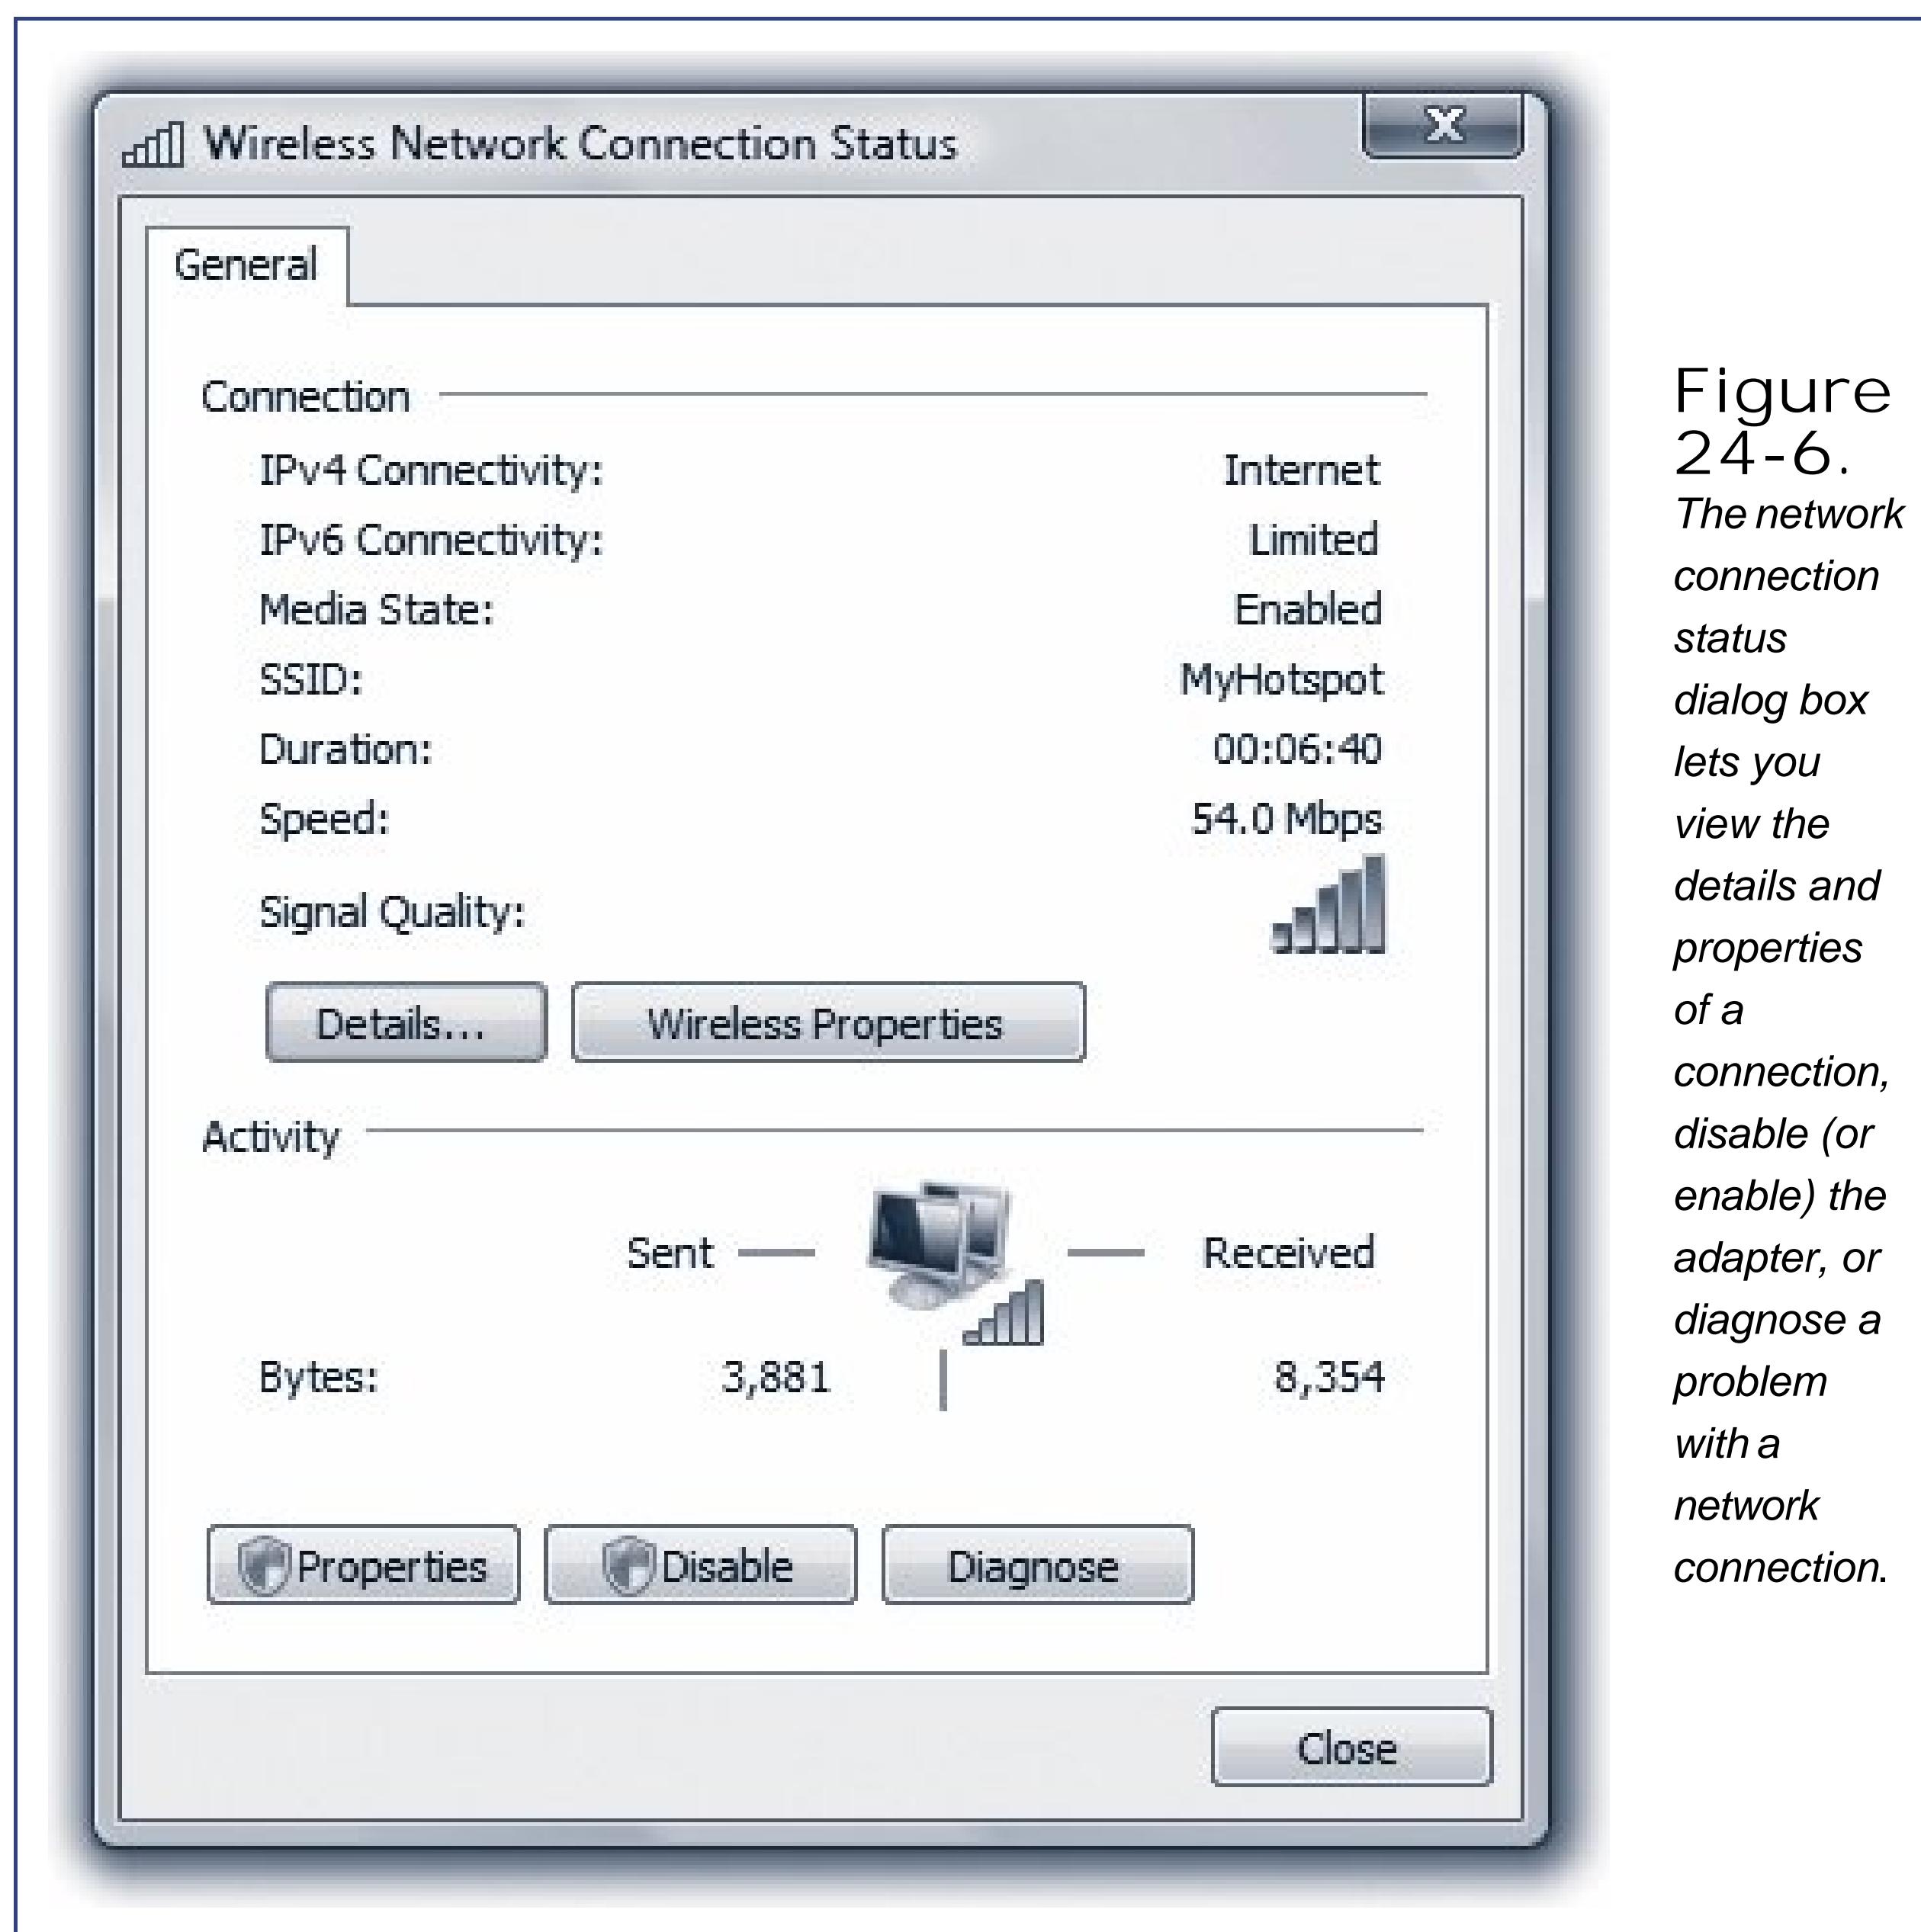 Wireless Network Connection Status
General
Connection
IPv4 Connectivity: Internet
IPv6 Connectivity: Limited
Media State: Enabled
SSID: MyHotspot
Duration: 00:06:40
Speed: 54.0 Mbps
Signal Quality:
Details... Wireless Properties
Activity
Sent Received
Bytes: 3,881 8,354
Properties Disable Diagnose
Close
Figure
24-6.
The network
connection
status
dialog box
lets you
view the
details and
properties
of a
connection,
disable (or
enable) the
adapter, or
diagnose a
problem
with a
network
connection.